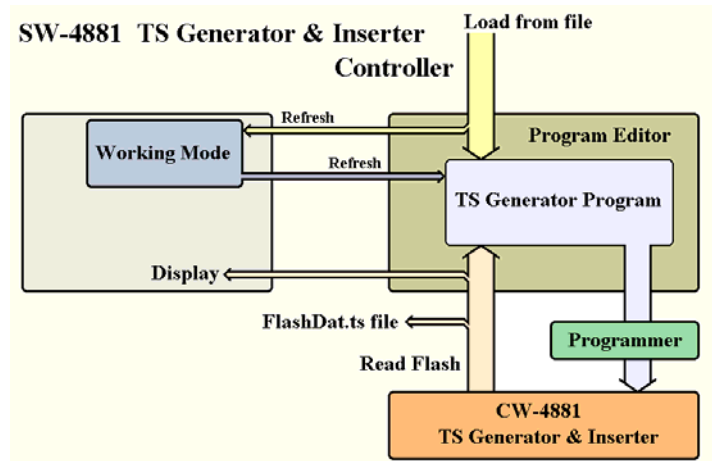 SW-4881 TS Generator & Inserter
Controller
Load from file
Refresh
Program Editor
Working Mode
Refresh
TS Generator Program
Display
FlashDat.ts file
Programmer
Read Flash
CW-4881
TS Generator & Inserter